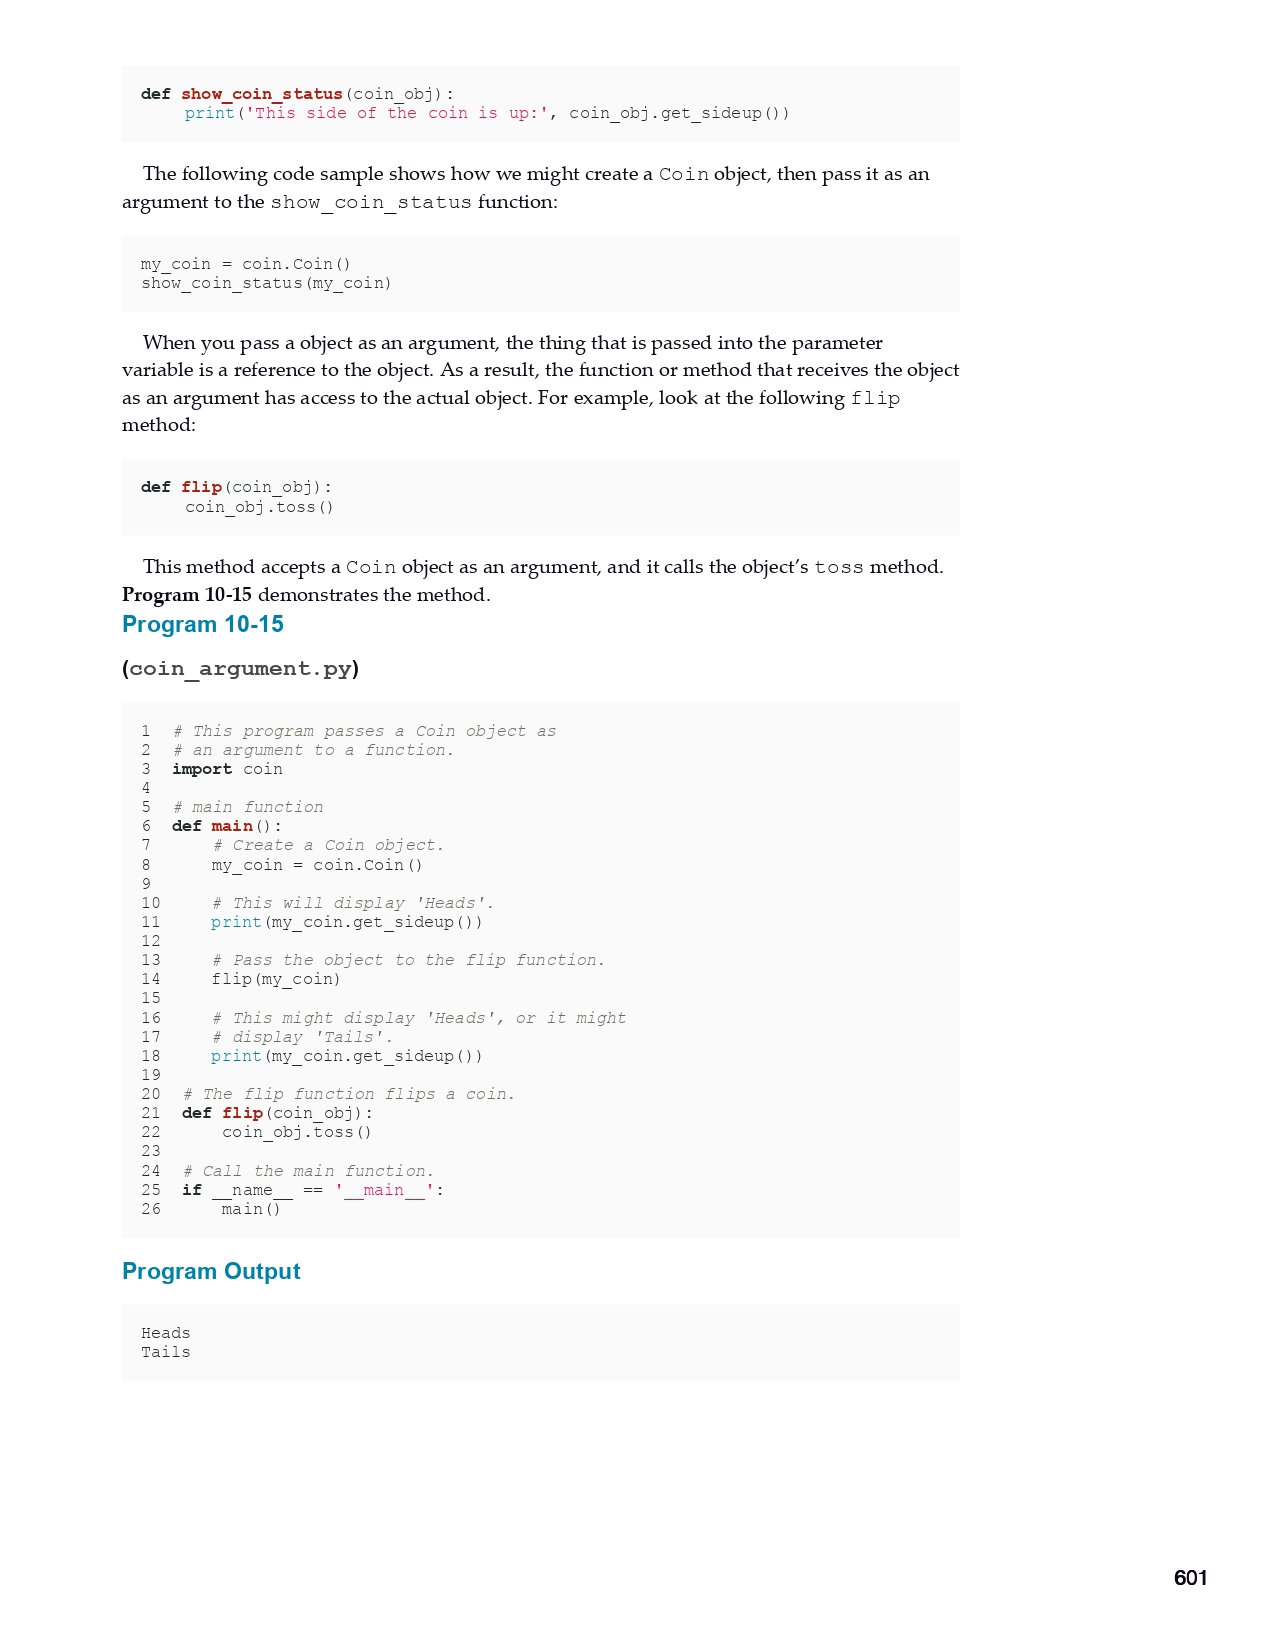 def show_coin_status(coin_obj):
    print('This side of the coin is up:', coin_obj.get_sideup())
The following code sample shows how we might create a Coin object, then pass it as an
argument to the show_coin_status function:
my_coin = coin.Coin()
show_coin_status(my_coin)
When you pass a object as an argument, the thing that is passed into the parameter
variable is a reference to the object. As a result, the function or method that receives the object
as an argument has access to the actual object. For example, look at the following flip
method:
def flip(coin_obj):
    coin_obj.toss()
This method accepts a Coin object as an argument, and it calls the object’s toss method.
Program 10-15 demonstrates the method.
Program 10-15
(coin_argument.py)
1  # This program passes a Coin object as
2  # an argument to a function.
3  import coin
4
5  # main function
6  def main():
7      # Create a Coin object.
8      my_coin = coin.Coin()
9
10     # This will display 'Heads'.
11     print(my_coin.get_sideup())
12
13     # Pass the object to the flip function.
14     flip(my_coin)
15
16     # This might display 'Heads', or it might
17     # display 'Tails'.
18     print(my_coin.get_sideup())
19
20  # The flip function flips a coin.
21  def flip(coin_obj):
22      coin_obj.toss()
23
24  # Call the main function.
25  if __name__ == '__main__':
26      main()
Program Output
Heads
Tails
601